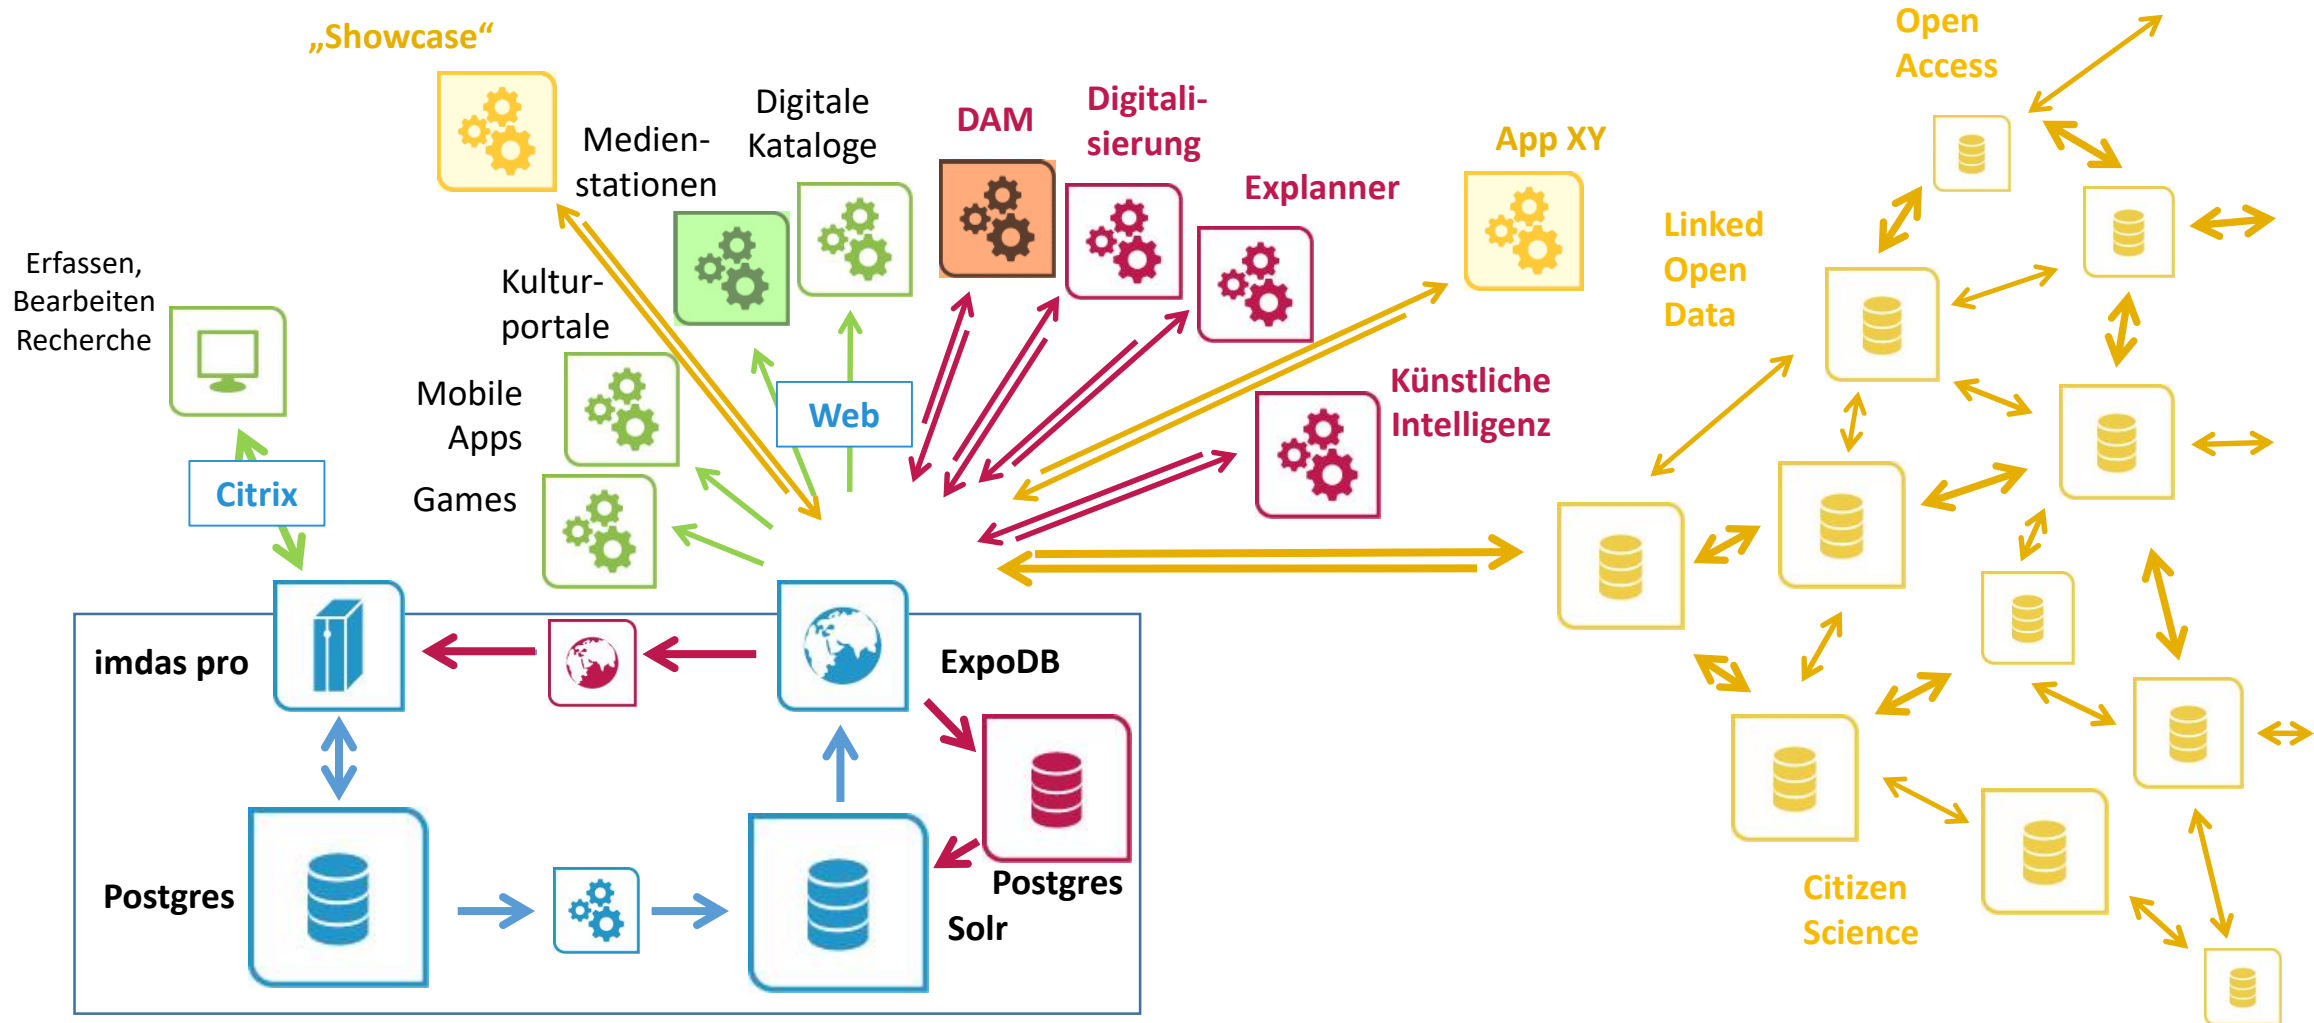 „Showcase“
Medien-
stationen
Digitale
Kataloge
DAM
Digitali-
sierung
Explanner
App XY
Open
Access
Linked
Open
Data
Erfassen,
Bearbeiten
Recherche
Kultur-
portale
Mobile
Apps
Games
Web
Künstliche
Intelligenz
Citrix
imdas pro
ExpoDB
Postgres
Postgres
Solr
Citizen
Science